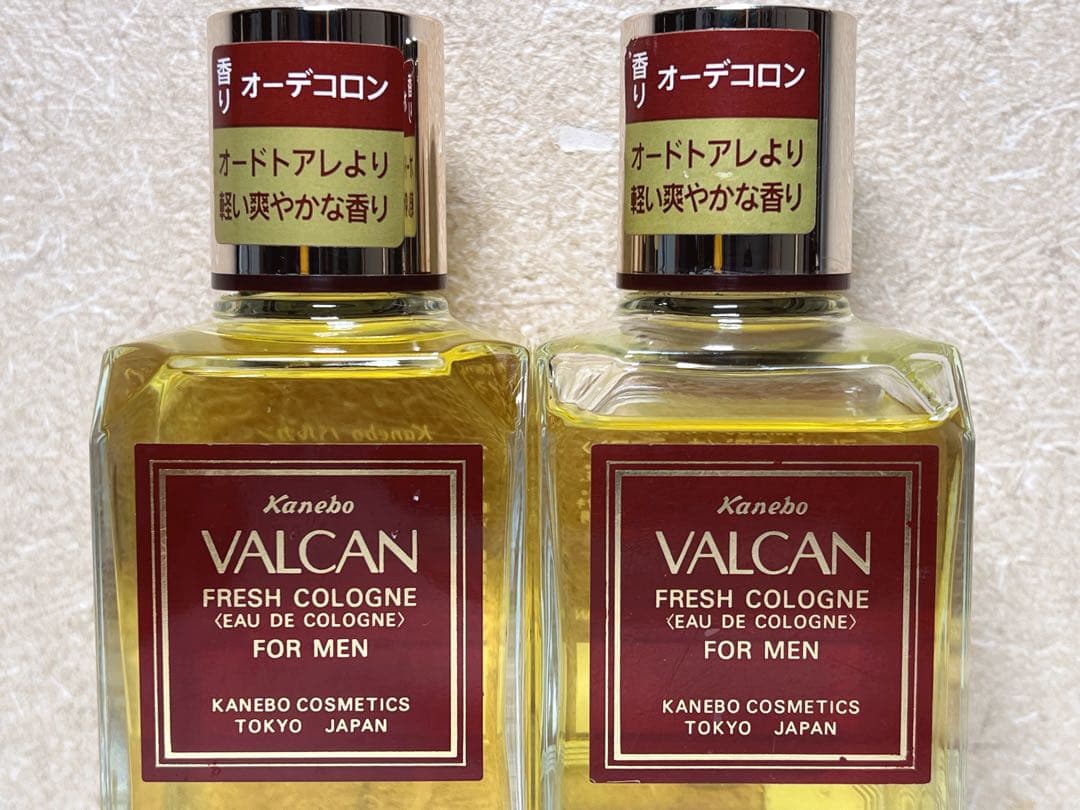 香り オーデコロン
オードトアレより
軽い爽やかな香り
Kanebo
VALCAN
FRESH COLOGNE
〈EAU DE COLOGNE〉
FOR MEN
KANEBO COSMETICS
TOKYO JAPAN
香り オーデコロン
オードトアレより
軽い爽やかな香り
Kanebo
VALCAN
FRESH COLOGNE
〈EAU DE COLOGNE〉
FOR MEN
KANEBO COSMETICS
TOKYO JAPAN